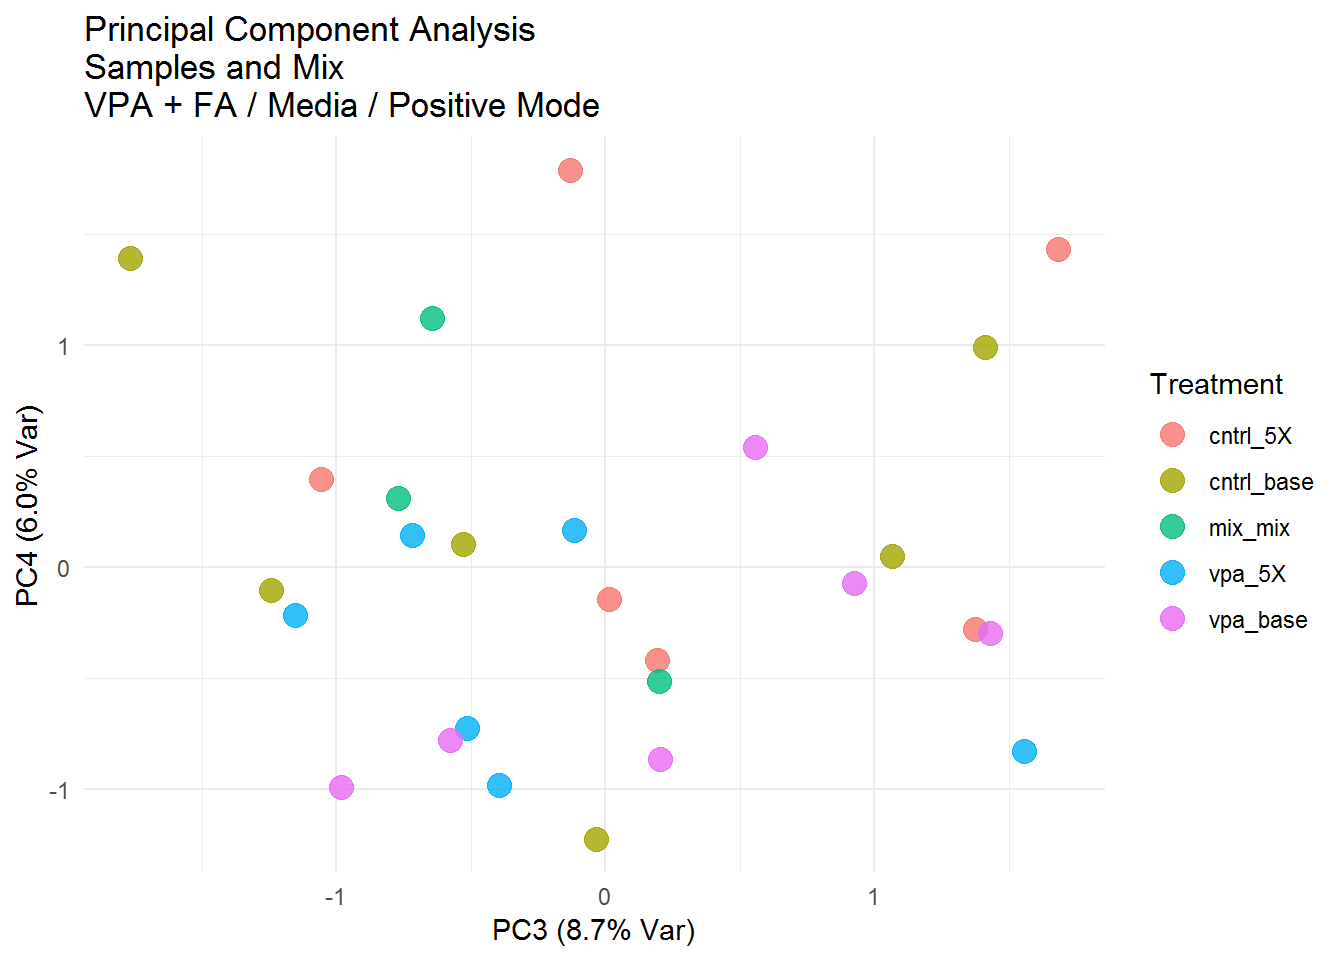 Principal Component Analysis
Samples and Mix
VPA + FA / Media / Positive Mode
1
0
-1
PC4 (6.0% Var)
-1
0
1
PC3 (8.7% Var)
Treatment
cntrl_5X
cntrl_base
mix_mix
vpa_5X
vpa_base